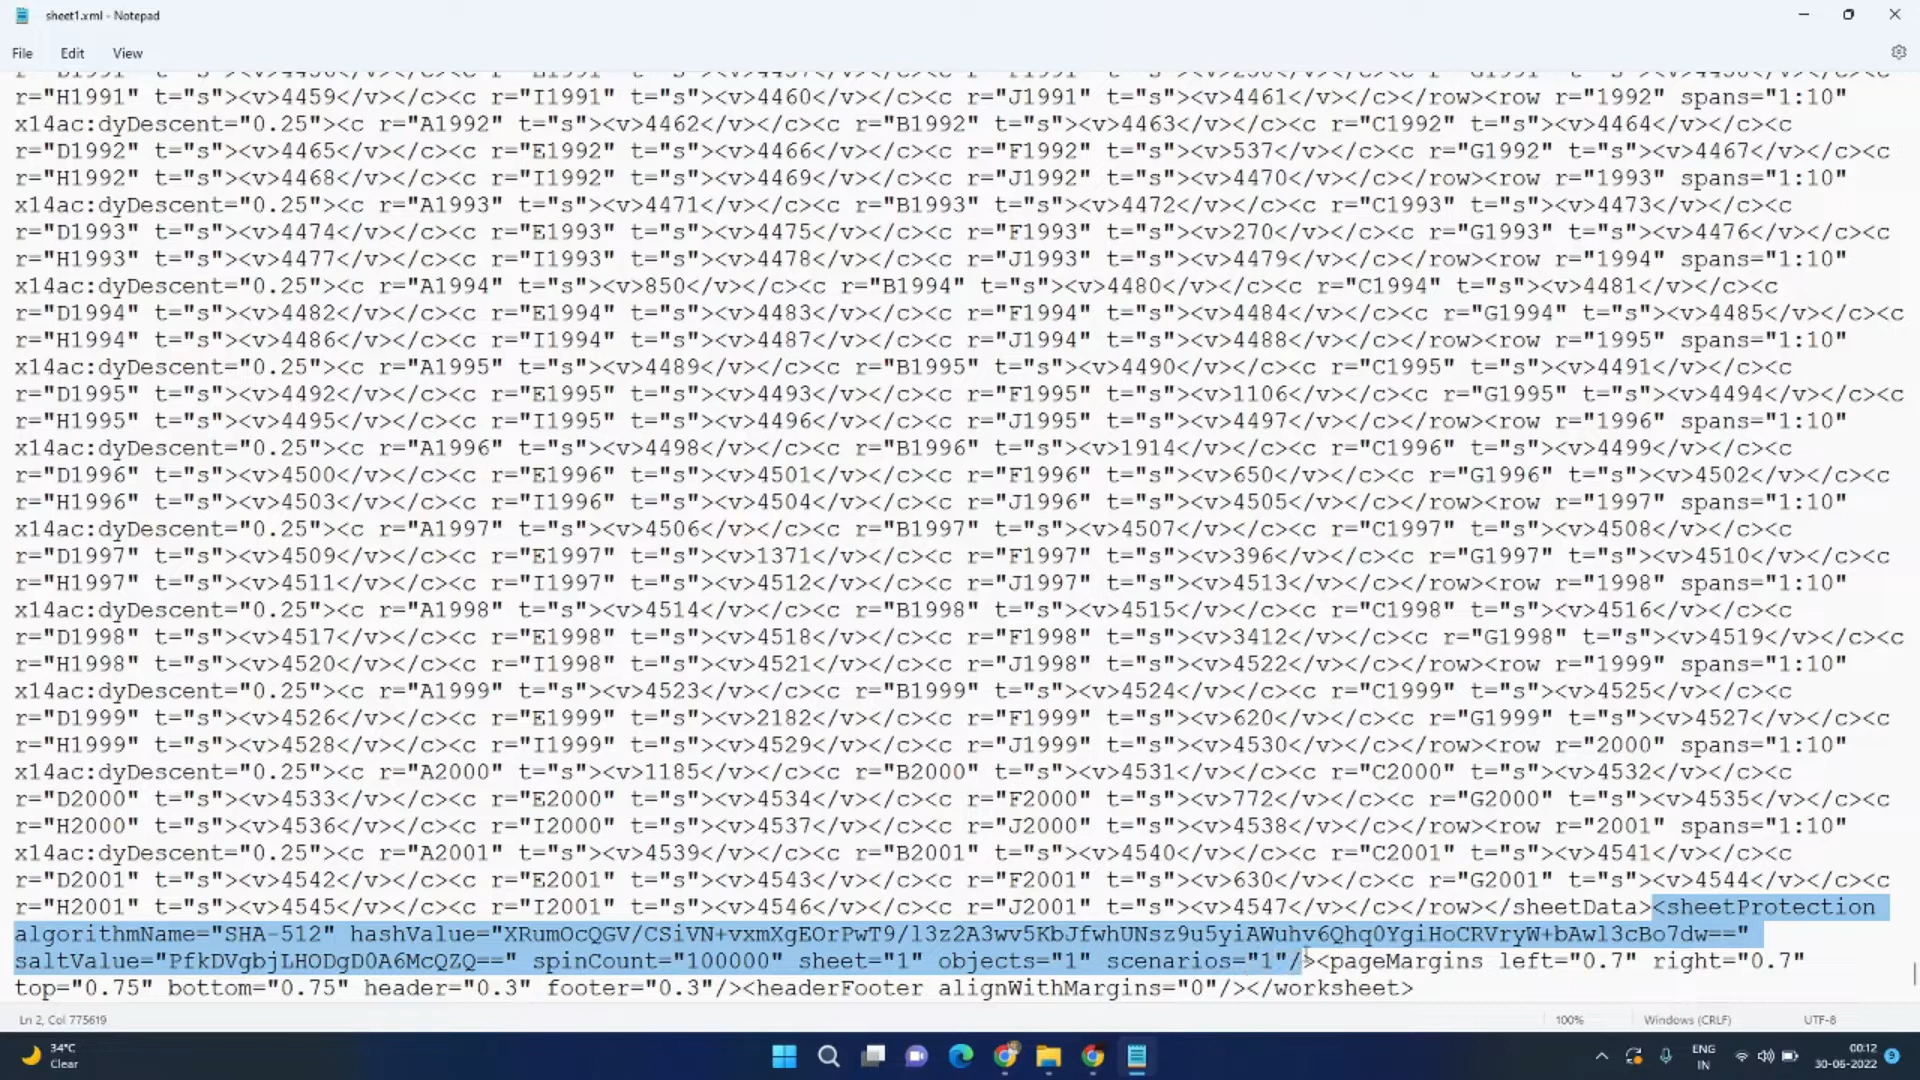 sheet1.xml - Notepad
File Edit View
r="H1991" t="s"><v>4459</v></c><c r="I1991" t="s"><v>4460</v></c><c r="J1991" t="s"><v>4461</v></c></row><row r="1992" spans="1:10"
x14ac:dyDescent="0.25"><c r="A1992" t="s"><v>4462</v></c><c r="B1992" t="s"><v>4463</v></c><c r="C1992" t="s"><v>4464</v></c><c
r="D1992" t="s"><v>4465</v></c><c r="E1992" t="s"><v>4466</v></c><c r="F1992" t="s"><v>537</v></c><c r="G1992" t="s"><v>4467</v></c><c
r="H1992" t="s"><v>4468</v></c><c r="I1992" t="s"><v>4469</v></c><c r="J1992" t="s"><v>4470</v></c></row><row r="1993" spans="1:10"
x14ac:dyDescent="0.25"><c r="A1993" t="s"><v>4471</v></c><c r="B1993" t="s"><v>4472</v></c><c r="C1993" t="s"><v>4473</v></c><c
r="D1993" t="s"><v>4474</v></c><c r="E1993" t="s"><v>4475</v></c><c r="F1993" t="s"><v>270</v></c><c r="G1993" t="s"><v>4476</v></c><c
r="H1993" t="s"><v>4477</v></c><c r="I1993" t="s"><v>4478</v></c><c r="J1993" t="s"><v>4479</v></c></row><row r="1994" spans="1:10"
x14ac:dyDescent="0.25"><c r="A1994" t="s"><v>850</v></c><c r="B1994" t="s"><v>4480</v></c><c r="C1994" t="s"><v>4481</v></c><c
r="D1994" t="s"><v>4482</v></c><c r="E1994" t="s"><v>4483</v></c><c r="F1994" t="s"><v>4484</v></c><c r="G1994" t="s"><v>4485</v></c><c
r="H1994" t="s"><v>4486</v></c><c r="I1994" t="s"><v>4487</v></c><c r="J1994" t="s"><v>4488</v></c></row><row r="1995" spans="1:10"
x14ac:dyDescent="0.25"><c r="A1995" t="s"><v>4489</v></c><c r="B1995" t="s"><v>4490</v></c><c r="C1995" t="s"><v>4491</v></c><c
r="D1995" t="s"><v>4492</v></c><c r="E1995" t="s"><v>4493</v></c><c r="F1995" t="s"><v>1106</v></c><c r="G1995" t="s"><v>4494</v></c><c
r="H1995" t="s"><v>4495</v></c><c r="I1995" t="s"><v>4496</v></c><c r="J1995" t="s"><v>4497</v></c></row><row r="1996" spans="1:10"
x14ac:dyDescent="0.25"><c r="A1996" t="s"><v>4498</v></c><c r="B1996" t="s"><v>1914</v></c><c r="C1996" t="s"><v>4499</v></c><c
r="D1996" t="s"><v>4500</v></c><c r="E1996" t="s"><v>4501</v></c><c r="F1996" t="s"><v>650</v></c><c r="G1996" t="s"><v>4502</v></c><c
r="H1996" t="s"><v>4503</v></c><c r="I1996" t="s"><v>4504</v></c><c r="J1996" t="s"><v>4505</v></c></row><row r="1997" spans="1:10"
x14ac:dyDescent="0.25"><c r="A1997" t="s"><v>4506</v></c><c r="B1997" t="s"><v>4507</v></c><c r="C1997" t="s"><v>4508</v></c><c
r="D1997" t="s"><v>4509</v></c><c r="E1997" t="s"><v>1371</v></c><c r="F1997" t="s"><v>396</v></c><c r="G1997" t="s"><v>4510</v></c><c
r="H1997" t="s"><v>4511</v></c><c r="I1997" t="s"><v>4512</v></c><c r="J1997" t="s"><v>4513</v></c></row><row r="1998" spans="1:10"
x14ac:dyDescent="0.25"><c r="A1998" t="s"><v>4514</v></c><c r="B1998" t="s"><v>4515</v></c><c r="C1998" t="s"><v>4516</v></c><c
r="D1998" t="s"><v>4517</v></c><c r="E1998" t="s"><v>4518</v></c><c r="F1998" t="s"><v>3412</v></c><c r="G1998" t="s"><v>4519</v></c><c
r="H1998" t="s"><v>4520</v></c><c r="I1998" t="s"><v>4521</v></c><c r="J1998" t="s"><v>4522</v></c></row><row r="1999" spans="1:10"
x14ac:dyDescent="0.25"><c r="A1999" t="s"><v>4523</v></c><c r="B1999" t="s"><v>4524</v></c><c r="C1999" t="s"><v>4525</v></c><c
r="D1999" t="s"><v>4526</v></c><c r="E1999" t="s"><v>2182</v></c><c r="F1999" t="s"><v>620</v></c><c r="G1999" t="s"><v>4527</v></c><c
r="H1999" t="s"><v>4528</v></c><c r="I1999" t="s"><v>4529</v></c><c r="J1999" t="s"><v>4530</v></c></row><row r="2000" spans="1:10"
x14ac:dyDescent="0.25"><c r="A2000" t="s"><v>1185</v></c><c r="B2000" t="s"><v>4531</v></c><c r="C2000" t="s"><v>4532</v></c><c
r="D2000" t="s"><v>4533</v></c><c r="E2000" t="s"><v>4534</v></c><c r="F2000" t="s"><v>772</v></c><c r="G2000" t="s"><v>4535</v></c><c
r="H2000" t="s"><v>4536</v></c><c r="I2000" t="s"><v>4537</v></c><c r="J2000" t="s"><v>4538</v></c></row><row r="2001" spans="1:10"
x14ac:dyDescent="0.25"><c r="A2001" t="s"><v>4539</v></c><c r="B2001" t="s"><v>4540</v></c><c r="C2001" t="s"><v>4541</v></c><c
r="D2001" t="s"><v>4542</v></c><c r="E2001" t="s"><v>4543</v></c><c r="F2001" t="s"><v>630</v></c><c r="G2001" t="s"><v>4544</v></c><c
r="H2001" t="s"><v>4545</v></c><c r="I2001" t="s"><v>4546</v></c><c r="J2001" t="s"><v>4547</v></c></row></sheetData><sheetProtection
algorithmName="SHA-512" hashValue="XRumOcQGV/CSiVN+vxmXgEOrPwT9/l3z2A3wv5KbJfwhUNsz9u5yiAWuhv6Qhq0YgiHoCRVryW+bAwl3cBo7dw=="
saltValue="PfkDVgbjLHODgD0A6McQZQ==" spinCount="100000" sheet="1" objects="1" scenarios="1"/><pageMargins left="0.7" right="0.7"
top="0.75" bottom="0.75" header="0.3" footer="0.3"/><headerFooter alignWithMargins="0"/></worksheet>
Ln 2, Col 775619 100% Windows (CRLF) UTF-8
34°C
Clear
ENG
IN
00:12
30-06-2022
9